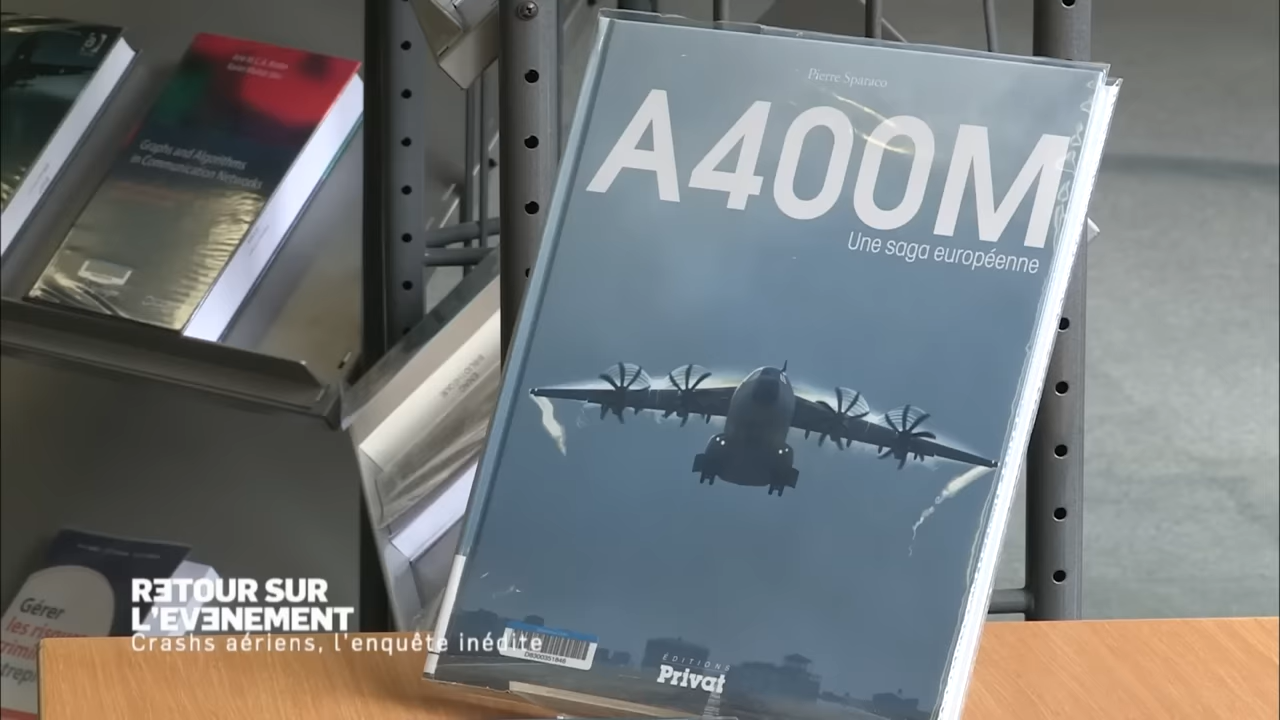 Graphs and Algorithms
in Communication Networks
Pierre Sparaco
A400M
Une saga européenne
Gérer
les
RETOUR SUR
L'EVENEMENT
Crashs aériens, l'enquête inédite
ÉDITIONS
Privat